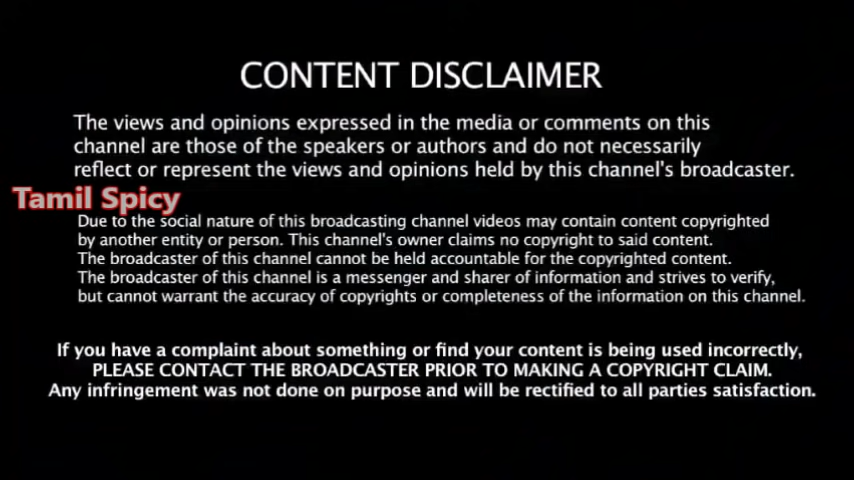 CONTENT DISCLAIMER
The views and opinions expressed in the media or comments on this
channel are those of the speakers or authors and do not necessarily
reflect or represent the views and opinions held by this channel's broadcaster.
Tamil Spicy
Due to the social nature of this broadcasting channel videos may contain content copyrighted
by another entity or person. This channel's owner claims no copyright to said content.
The broadcaster of this channel cannot be held accountable for the copyrighted content.
The broadcaster of this channel is a messenger and sharer of information and strives to verify,
but cannot warrant the accuracy of copyrights or completeness of the information on this channel.
If you have a complaint about something or find your content is being used incorrectly,
PLEASE CONTACT THE BROADCASTER PRIOR TO MAKING A COPYRIGHT CLAIM.
Any infringement was not done on purpose and will be rectified to all parties satisfaction.